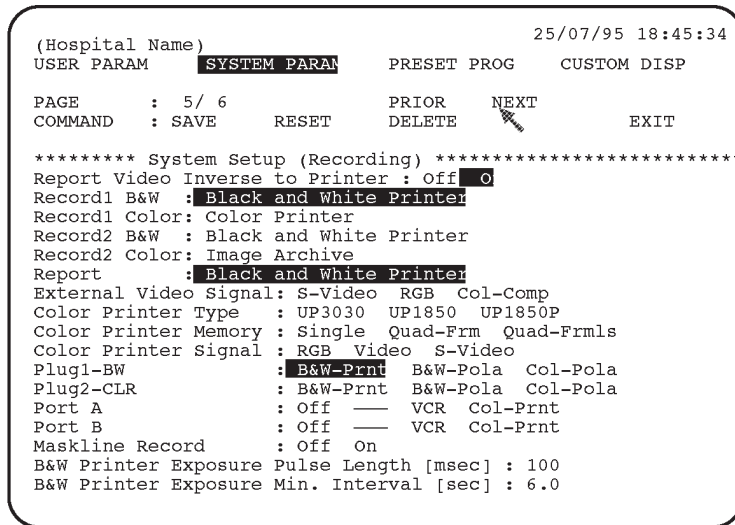 25/07/95 18:45:34
(Hospital Name)
USER PARAM SYSTEM PARAM PRESET PROG CUSTOM DISP
PAGE : 5/ 6 PRIOR NEXT
COMMAND : SAVE RESET DELETE EXIT
********* System Setup (Recording) ***************************
Report Video Inverse to Printer : Off
Record1 B&W : Black and White Printer
Record1 Color: Color Printer
Record2 B&W : Black and White Printer
Record2 Color: Image Archive
Report : Black and White Printer
External Video Signal: S-Video RGB Col-Comp
Color Printer Type : UP3030 UP1850 UP1850P
Color Printer Memory : Single Quad-Frm Quad-Frmls
Color Printer Signal : RGB Video S-Video
Plug1-BW : B&W-Prnt B&W-Pola Col-Pola
Plug2-CLR : B&W-Prnt B&W-Pola Col-Pola
Port A : Off —— VCR Col-Prnt
Port B : Off —— VCR Col-Prnt
Maskline Record : Off On
B&W Printer Exposure Pulse Length [msec] : 100
B&W Printer Exposure Min. Interval [sec] : 6.0